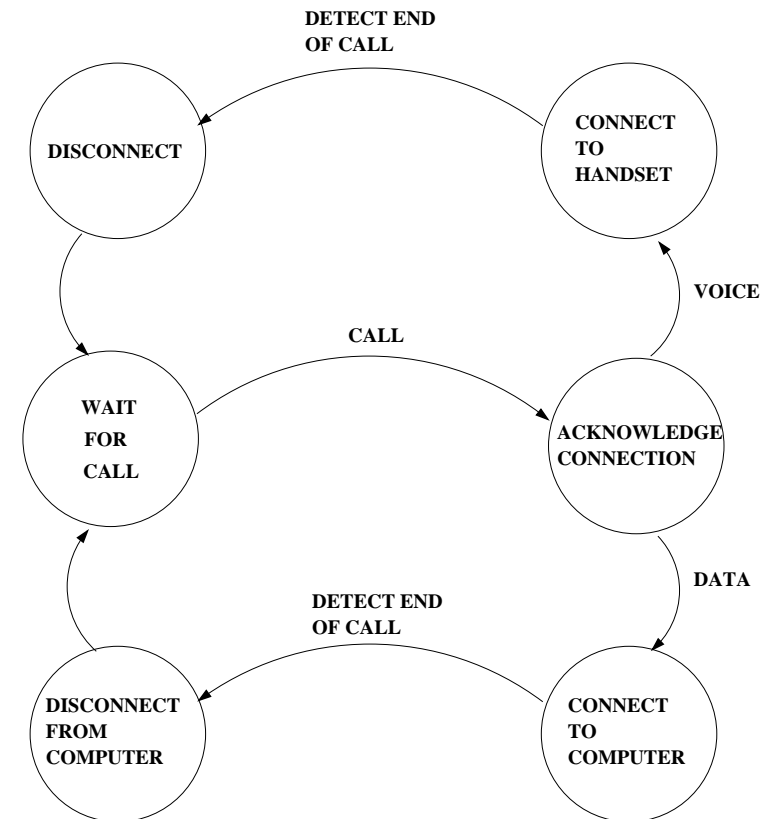 DETECT END
OF CALL
DISCONNECT
CONNECT
TO
HANDSET
VOICE
CALL
WAIT
FOR
CALL
ACKNOWLEDGE
CONNECTION
DATA
DETECT END
OF CALL
DISCONNECT
FROM
COMPUTER
CONNECT
TO
COMPUTER